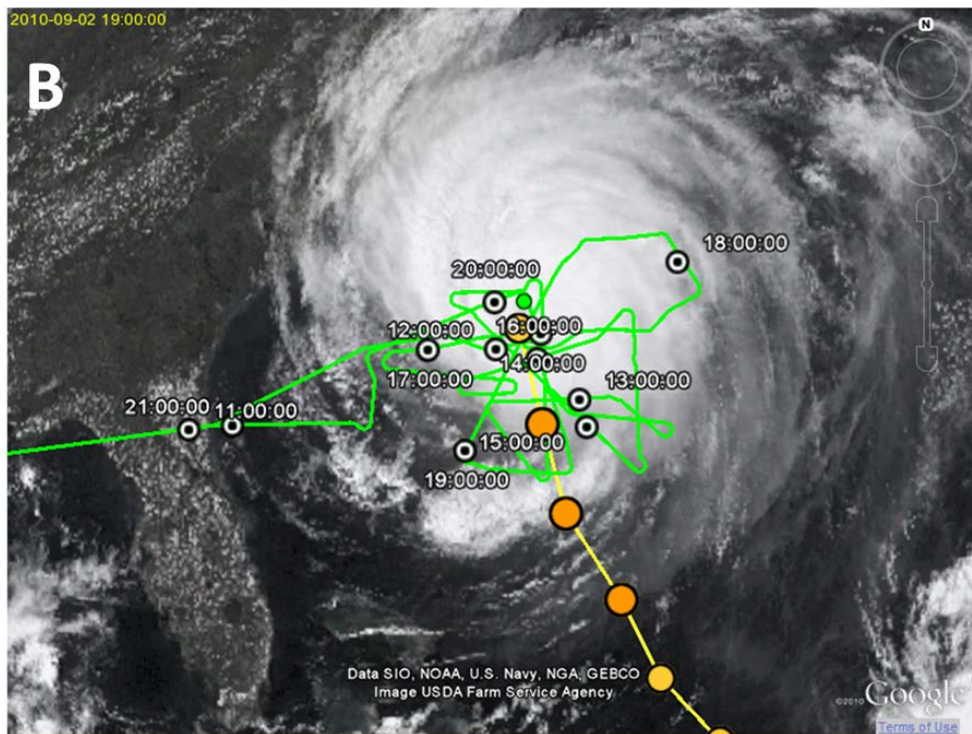 2010-09-02 19:00:00
N
B
18:00:00
20:00:00
16:00:00
12:00:00
14:00:00
17:00:00
13:00:00
21:00:00
11:00:00
15:00:00
19:00:00
Data SIO, NOAA, U.S. Navy, NGA, GEBCO
Image USDA Farm Service Agency
©2010 Google
Terms of Use